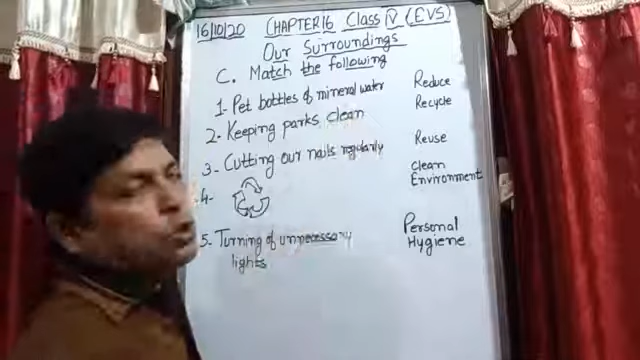 16/10/20 CHAPTER 16 Class IV (EVS)
Our Surroundings
C. Match the following
1- Pet bottles of mineral water Reduce
Recycle
2- Keeping parks clean
Reuse
3- Cutting our nails regularly
clean
4- Environment
5- Turning of unnecessary Personal
lights Hygiene